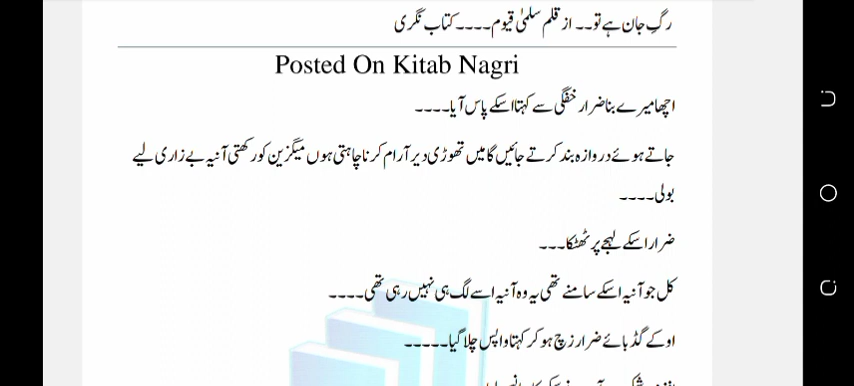 رگِ جان ہے تو۔۔ از قلم سلمیٰ قیوم۔۔۔۔ کتاب نگری
Posted On Kitab Nagri
اچھا میرے بنا ضرار خفگی سے کہتا اسکے پاس آیا۔۔۔۔
جاتے ہوئے دروازہ بند کرتے جائیں گا میں تھوڑی دیر آرام کرنا چاہتی ہوں میگزین کو رکھتی آنیہ بے زاری لیے
بولی۔۔۔۔
ضرار اسکے لہجے پر ٹھٹکا۔۔۔
کل جو آنیہ اسکے سامنے تھی یہ وہ آنیہ اسے لگ ہی نہیں رہی تھی۔۔۔۔
اوکے گڈ بائے ضرار زچ ہو کر کہتا واپس چلا گیا۔۔۔۔۔